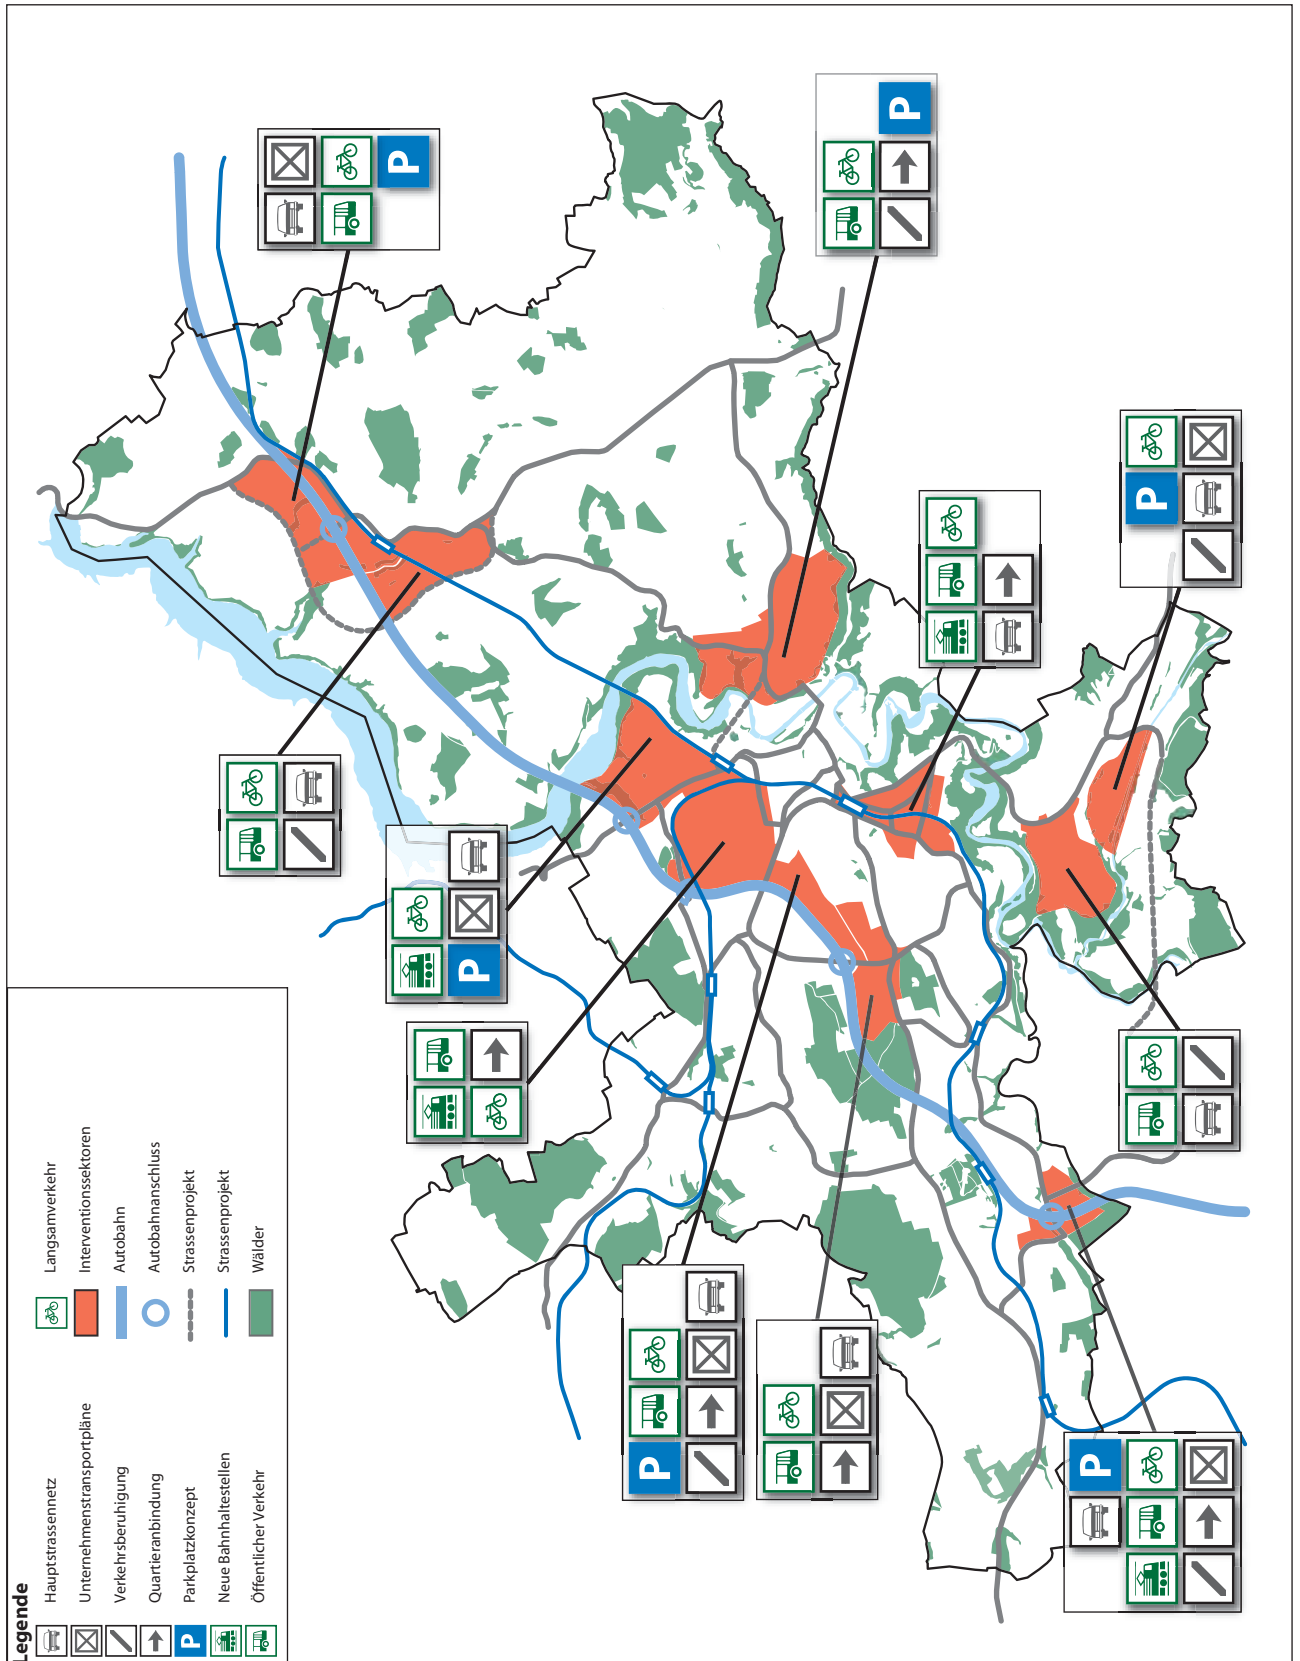 Legende
Hauptstrassennetz
Unternehmenstransportpläne
Verkehrsberuhigung
Quartieranbindung
Parkplatzkonzept
Neue Bahnhaltestellen
Öffentlicher Verkehr
Langsamverkehr
Interventionssektoren
Autobahn
Autobahnanschluss
Strassenprojekt
Strassenprojekt
Wälder
P
P
P
P
P
P
P